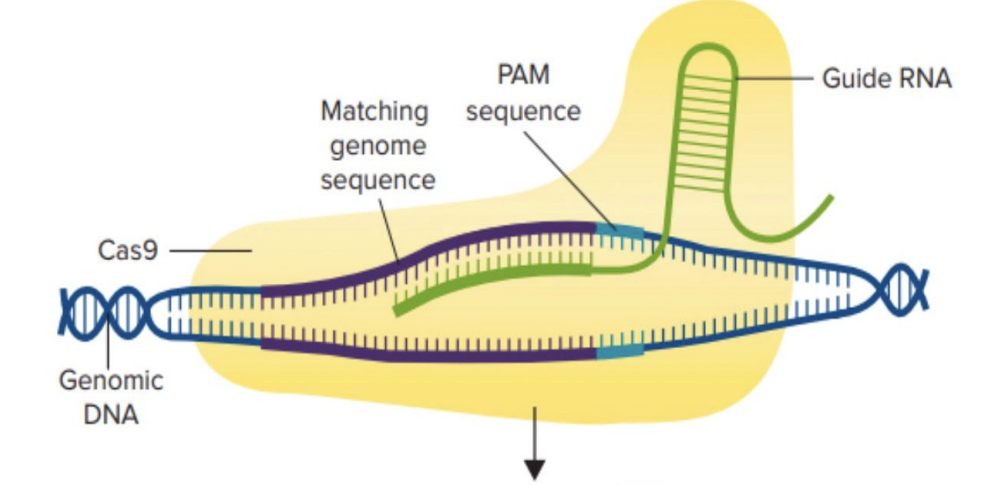 PAM
sequence
Guide RNA
Matching
genome
sequence
Cas9
Genomic
DNA